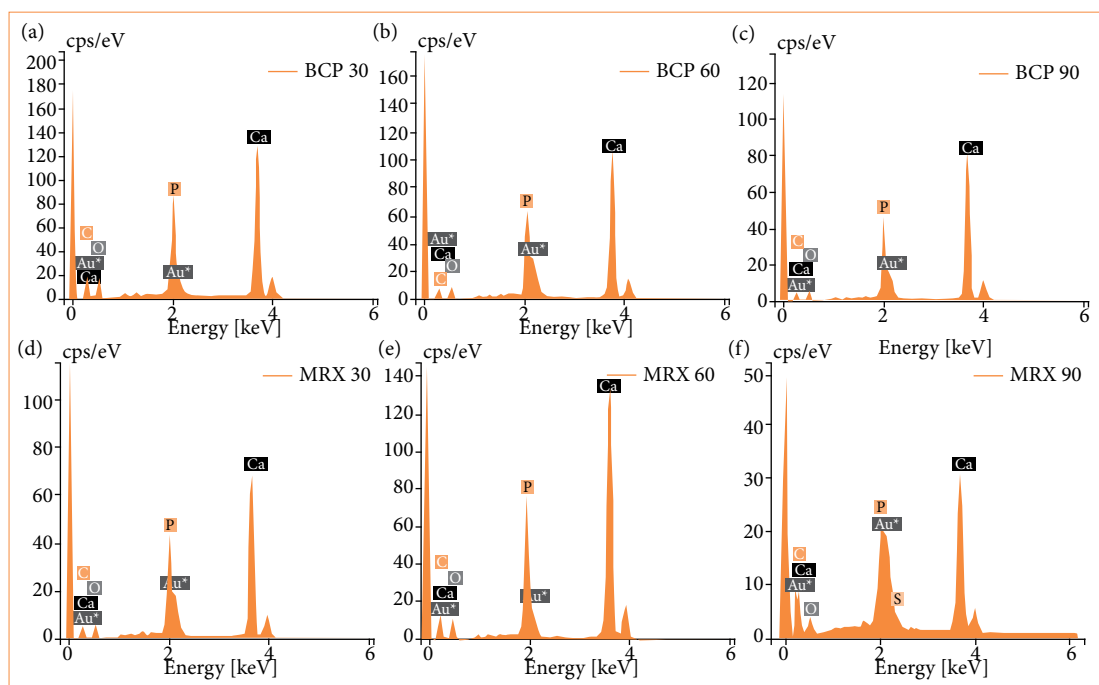 (a)
cps/eV
200
180
160
140
120
100
80
60
40
20
0
BCP 30
Ca
P
C
O
Au*
Au*
Ca
0 2 4 6
Energy [keV]
(b)
cps/eV
160
140
120
100
80
60
40
20
0
BCP 60
Ca
P
Au*
Au*
Ca
O
C
0 2 4 6
Energy [keV]
(c)
cps/eV
120
100
80
60
40
20
0
BCP 90
Ca
P
C
O
Ca
Au*
Au*
0 2 4 6
Energy [keV]
(d)
cps/eV
100
80
60
40
20
0
MRX 30
Ca
P
C
O
Au*
Ca
Au*
0 2 4 6
Energy [keV]
(e)
cps/eV
140
120
100
80
60
40
20
0
MRX 60
Ca
P
C
O
Ca
Au*
Au*
0 2 4 6
Energy [keV]
(f)
cps/eV
50
40
30
20
10
0
MRX 90
Ca
P
Au*
C
Ca
Au*
S
O
0 2 4 6
Energy [keV]